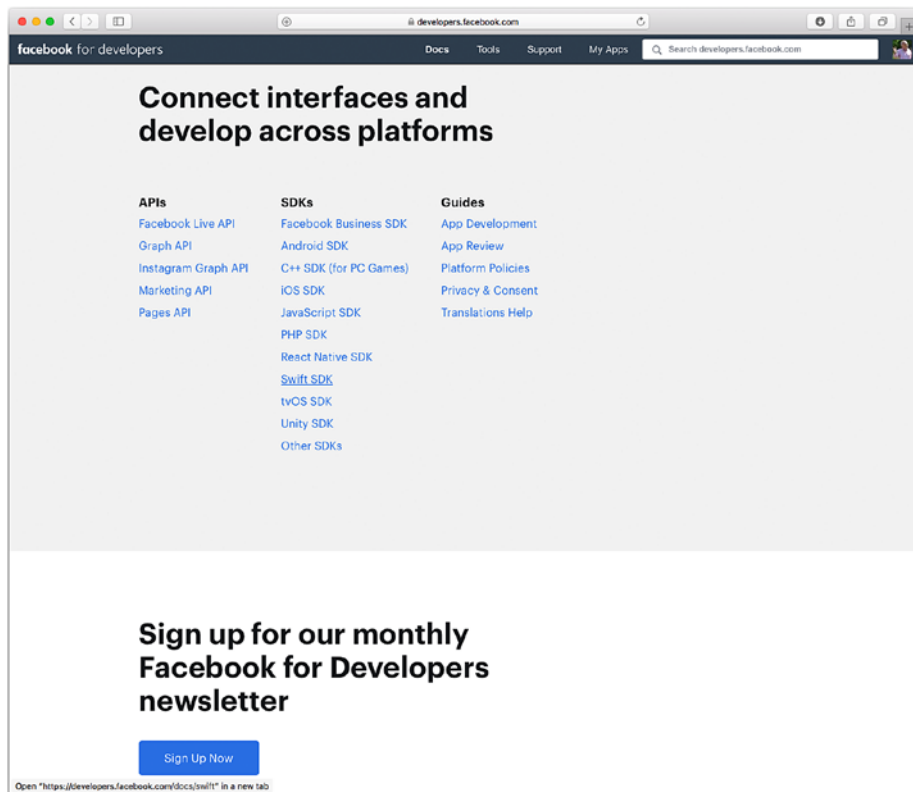 developers.facebook.com
facebook for developers Docs Tools Support My Apps Search developers.facebook.com
Connect interfaces and
develop across platforms
APIs
Facebook Live API
Graph API
Instagram Graph API
Marketing API
Pages API
SDKs
Facebook Business SDK
Android SDK
C++ SDK (for PC Games)
iOS SDK
JavaScript SDK
PHP SDK
React Native SDK
Swift SDK
tvOS SDK
Unity SDK
Other SDKs
Guides
App Development
App Review
Platform Policies
Privacy & Consent
Translations Help
Sign up for our monthly
Facebook for Developers
newsletter
Sign Up Now
Open "https://developers.facebook.com/docs/swift" in a new tab